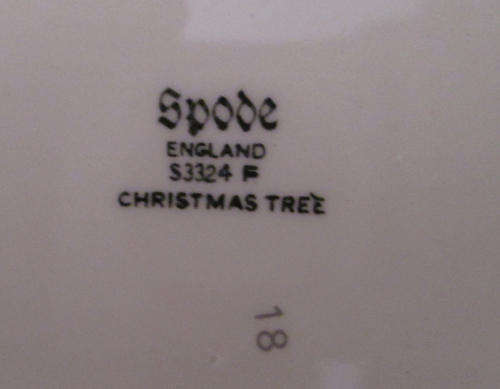 Spode
ENGLAND
S3324 F
CHRISTMAS TREE
18